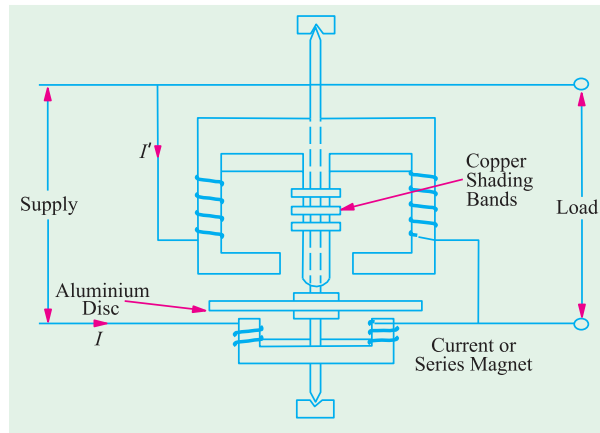 I′
Copper
Shading
Bands
Supply
Load
Aluminium
Disc
I
Current or
Series Magnet